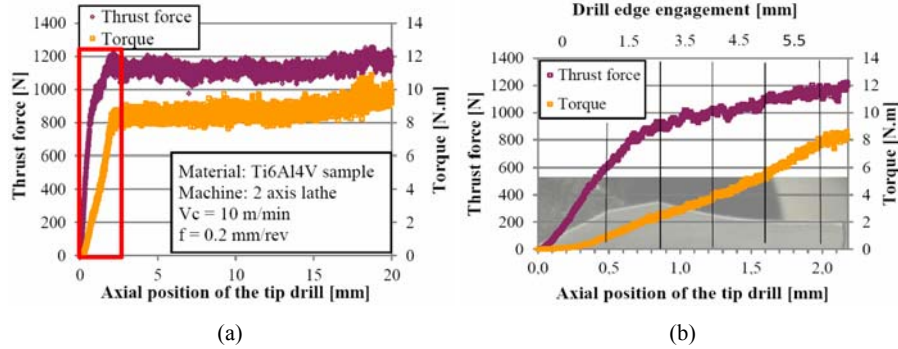 (a)
Thrust force
Torque
1400
1200
1000
800
600
400
200
0
Thrust force [N]
14
12
10
8
6
4
2
0
Torque [N.m]
Material: Ti6Al4V sample
Machine: 2 axis lathe
Vc = 10 m/min
f = 0.2 mm/rev
0 5 10 15 20
Axial position of the tip drill [mm]
(a)
(b)
Drill edge engagement [mm]
0 1.5 3.5 4.5 5.5
Thrust force
Torque
1400
1200
1000
800
600
400
200
0
Thrust force [N]
14
12
10
8
6
4
2
0
Torque [N.m]
0,0 0,5 1,0 1,5 2,0
Axial position of the tip drill [mm]
(b)